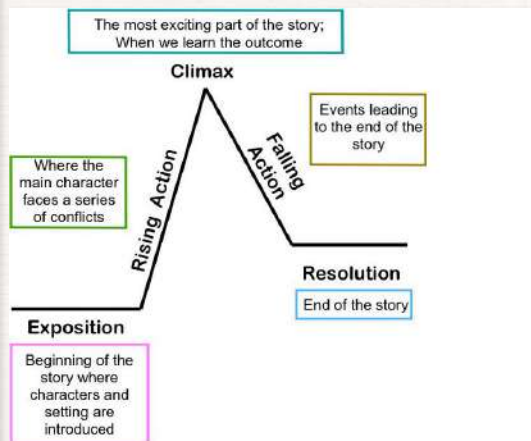 The most exciting part of the story;
When we learn the outcome
Climax
Events leading
to the end of the
story
Falling
Action
Where the
main character
faces a series
of conflicts
Rising Action
Resolution
End of the story
Exposition
Beginning of the
story where
characters and
setting are
introduced